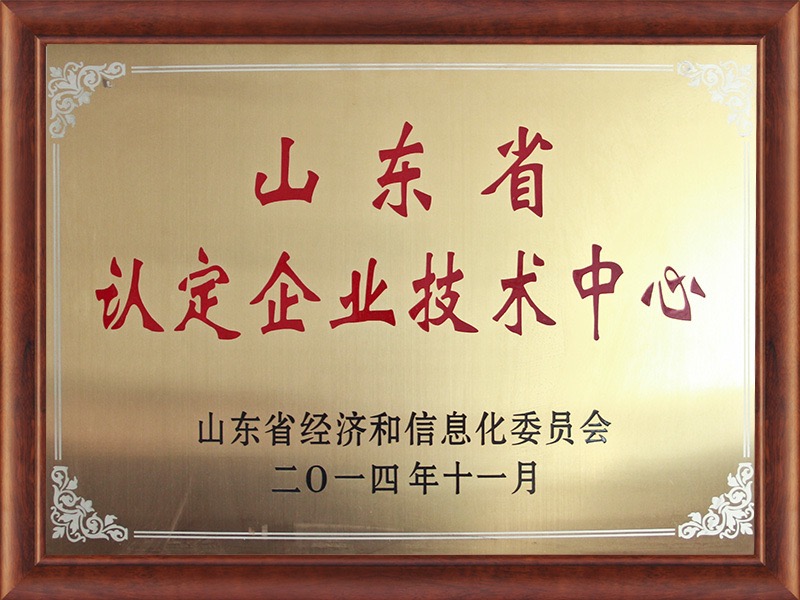 山东省
认定企业技术中心
山东省经济和信息化委员会
二〇一四年十一月